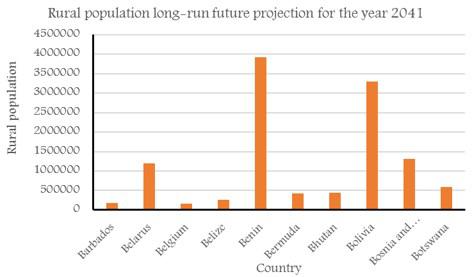 Rural population long-run future projection for the year 2041
Rural population
4500000
4000000
3500000
3000000
2500000
2000000
1500000
1000000
500000
0
Barbados
Belarus
Belgium
Belize
Benin
Bermuda
Bhutan
Bolivia
Bosnia and...
Botswana
Country